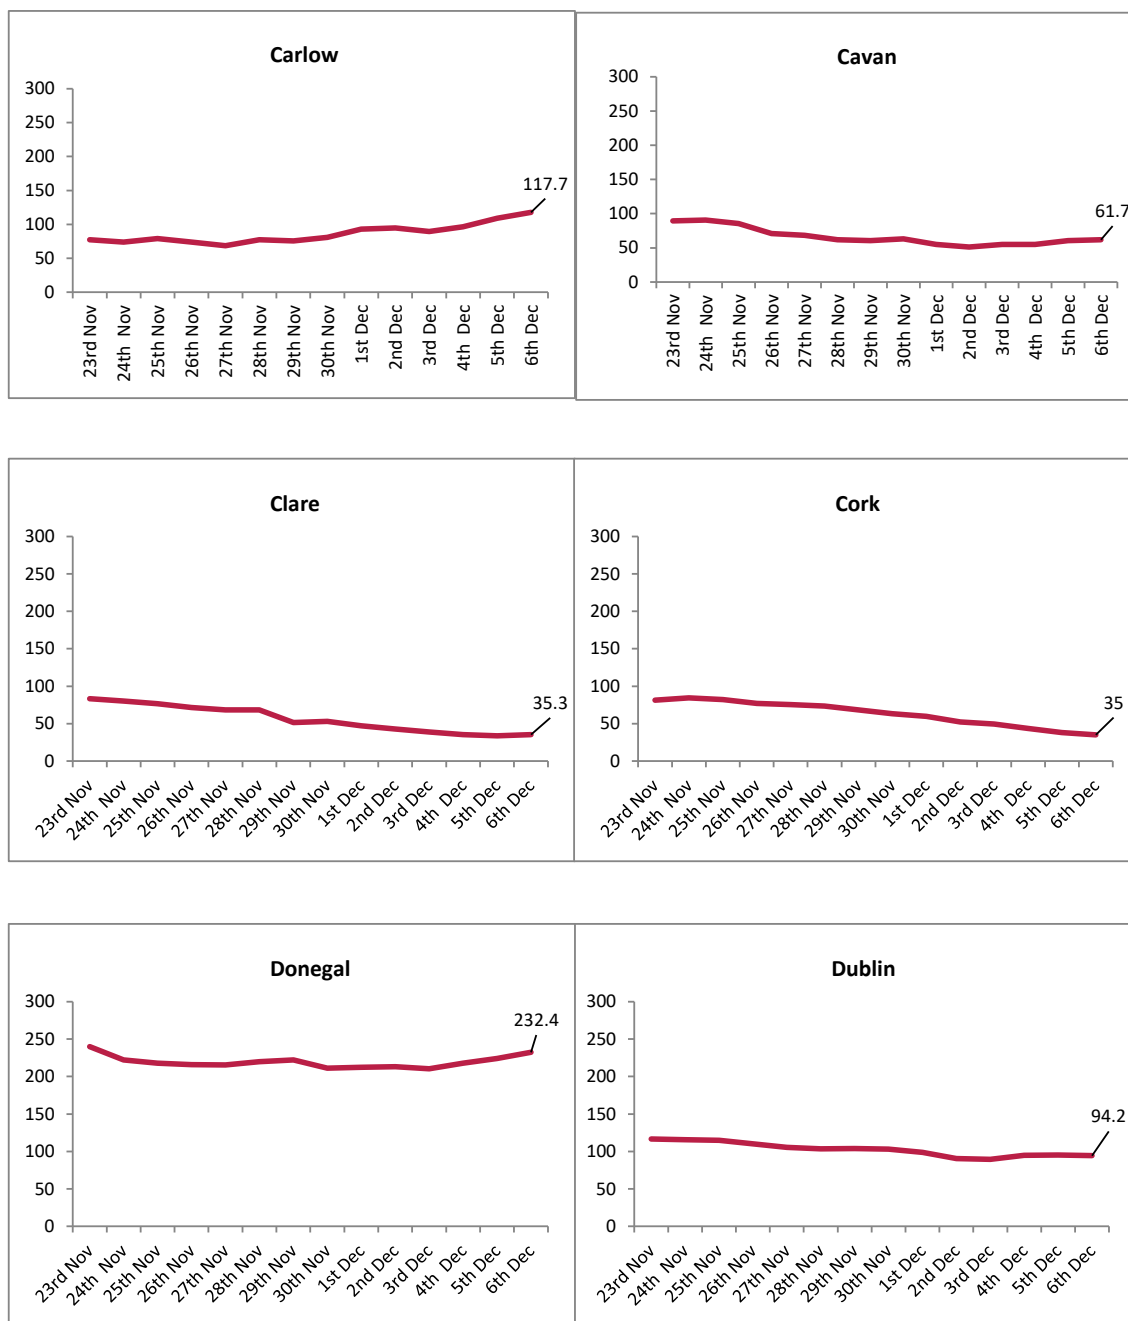 Carlow
300
250
200
150
100
50
0
117.7
23rd Nov
24th  Nov
25th Nov
26th Nov
27th Nov
28th Nov
29th Nov
30th Nov
1st Dec
2nd Dec
3rd Dec
4th  Dec
5th Dec
6th Dec
Cavan
300
250
200
150
100
50
0
61.7
23rd Nov
24th  Nov
25th Nov
26th Nov
27th Nov
28th Nov
29th Nov
30th Nov
1st Dec
2nd Dec
3rd Dec
4th  Dec
5th Dec
6th Dec
Clare
300
250
200
150
100
50
0
35.3
23rd Nov
24th  Nov
25th Nov
26th Nov
27th Nov
28th Nov
29th Nov
30th Nov
1st Dec
2nd Dec
3rd Dec
4th  Dec
5th Dec
6th Dec
Cork
300
250
200
150
100
50
0
35
23rd Nov
24th  Nov
25th Nov
26th Nov
27th Nov
28th Nov
29th Nov
30th Nov
1st Dec
2nd Dec
3rd Dec
4th  Dec
5th Dec
6th Dec
Donegal
300
250
200
150
100
50
0
232.4
23rd Nov
24th  Nov
25th Nov
26th Nov
27th Nov
28th Nov
29th Nov
30th Nov
1st Dec
2nd Dec
3rd Dec
4th  Dec
5th Dec
6th Dec
Dublin
300
250
200
150
100
50
0
94.2
23rd Nov
24th  Nov
25th Nov
26th Nov
27th Nov
28th Nov
29th Nov
30th Nov
1st Dec
2nd Dec
3rd Dec
4th  Dec
5th Dec
6th Dec